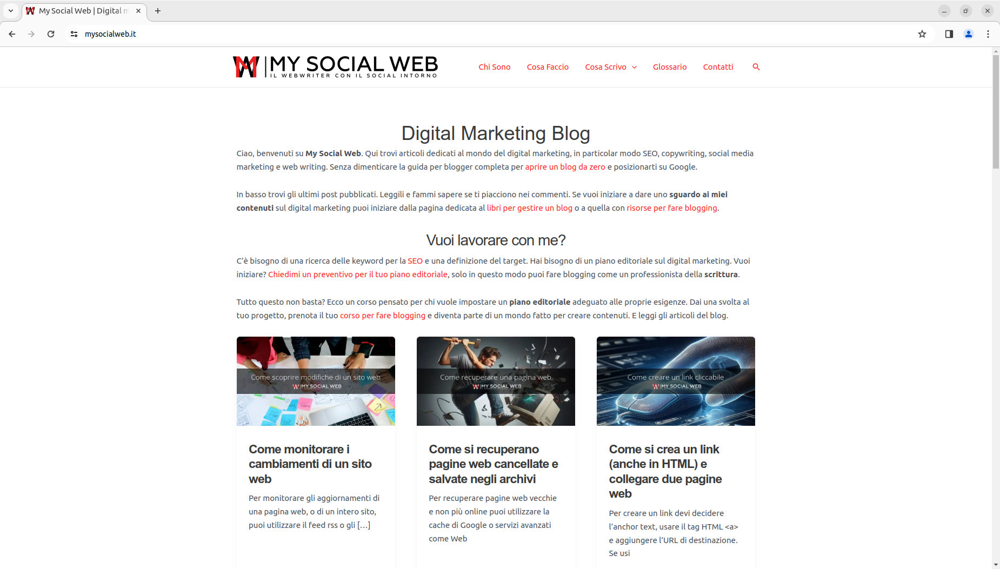 My Social Web | Digital m
mysocialweb.it
MY SOCIAL WEB
IL WEBWRITER CON IL SOCIAL INTORNO
Chi Sono
Cosa Faccio
Cosa Scrivo
Glossario
Contatti
Digital Marketing Blog
Ciao, benvenuti su My Social Web. Qui trovi articoli dedicati al mondo del digital marketing, in particolar modo SEO, copywriting, social media
marketing e web writing. Senza dimenticare la guida per blogger completa per aprire un blog da zero e posizionarti su Google.
In basso trovi gli ultimi post pubblicati. Leggili e fammi sapere se ti piacciono nei commenti. Se vuoi iniziare a dare uno sguardo ai miei
contenuti sul digital marketing puoi iniziare dalla pagina dedicata al libri per gestire un blog o a quella con risorse per fare blogging.
Vuoi lavorare con me?
C'è bisogno di una ricerca delle keyword per la SEO e una definizione del target. Hai bisogno di un piano editoriale sul digital marketing. Vuoi
iniziare? Chiedimi un preventivo per il tuo piano editoriale, solo in questo modo puoi fare blogging come un professionista della scrittura.
Tutto questo non basta? Ecco un corso pensato per chi vuole impostare un piano editoriale adeguato alle proprie esigenze. Dai una svolta al
tuo progetto, prenota il tuo corso per fare blogging e diventa parte di un mondo fatto per creare contenuti. E leggi gli articoli del blog.
Come scoprire modifiche di un sito web
MY SOCIAL WEB
Come recuperare una pagina web
MY SOCIAL WEB
Come creare un link cliccabile
MY SOCIAL WEB
Come monitorare i
cambiamenti di un sito
web
Per monitorare gli aggiornamenti di
una pagina web, o di un intero sito,
puoi utilizzare il feed rss o gli […]
Come si recuperano
pagine web cancellate e
salvate negli archivi
Per recuperare pagine web vecchie
e non più online puoi utilizzare la
cache di Google o servizi avanzati
come Web
Come si crea un link
(anche in HTML) e
collegare due pagine
web
Per creare un link devi decidere
l'anchor text, usare il tag HTML <a>
e aggiungere l'URL di destinazione.
Se usi